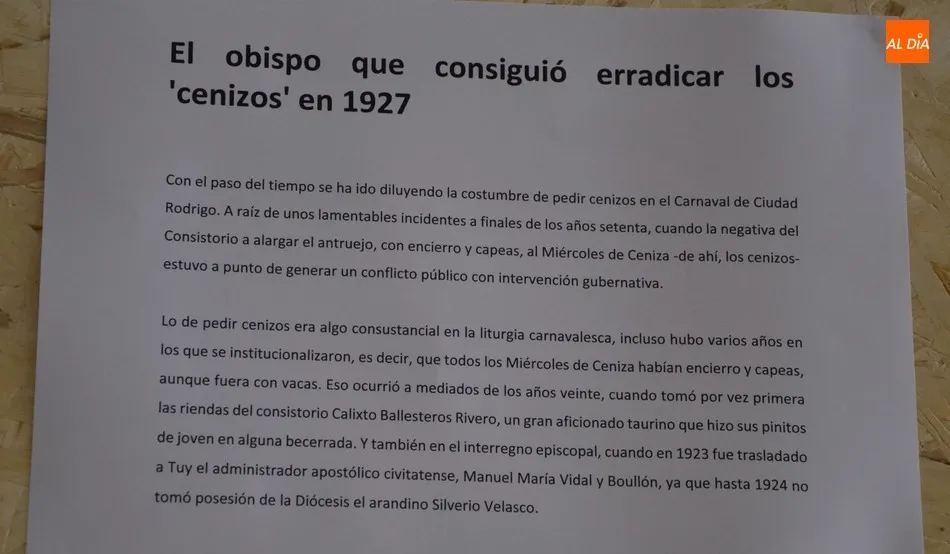 AL DÍA
El obispo que consiguió erradicar los
'cenizos' en 1927
Con el paso del tiempo se ha ido diluyendo la costumbre de pedir cenizos en el Carnaval de Ciudad
Rodrigo. A raíz de unos lamentables incidentes a finales de los años setenta, cuando la negativa del
Consistorio a alargar el antruejo, con encierro y capeas, al Miércoles de Ceniza -de ahí, los cenizos-
estuvo a punto de generar un conflicto público con intervención gubernativa.
Lo de pedir cenizos era algo consustancial en la liturgia carnavalesca, incluso hubo varios años en
los que se institucionalizaron, es decir, que todos los Miércoles de Ceniza habían encierro y capeas,
aunque fuera con vacas. Eso ocurrió a mediados de los años veinte, cuando tomó por vez primera
las riendas del consistorio Calixto Ballesteros Rivero, un gran aficionado taurino que hizo sus pinitos
de joven en alguna becerrada. Y también en el interregno episcopal, cuando en 1923 fue trasladado
a Tuy el administrador apostólico civitatense, Manuel María Vidal y Boullón, ya que hasta 1924 no
tomó posesión de la Diócesis el arandino Silverio Velasco.